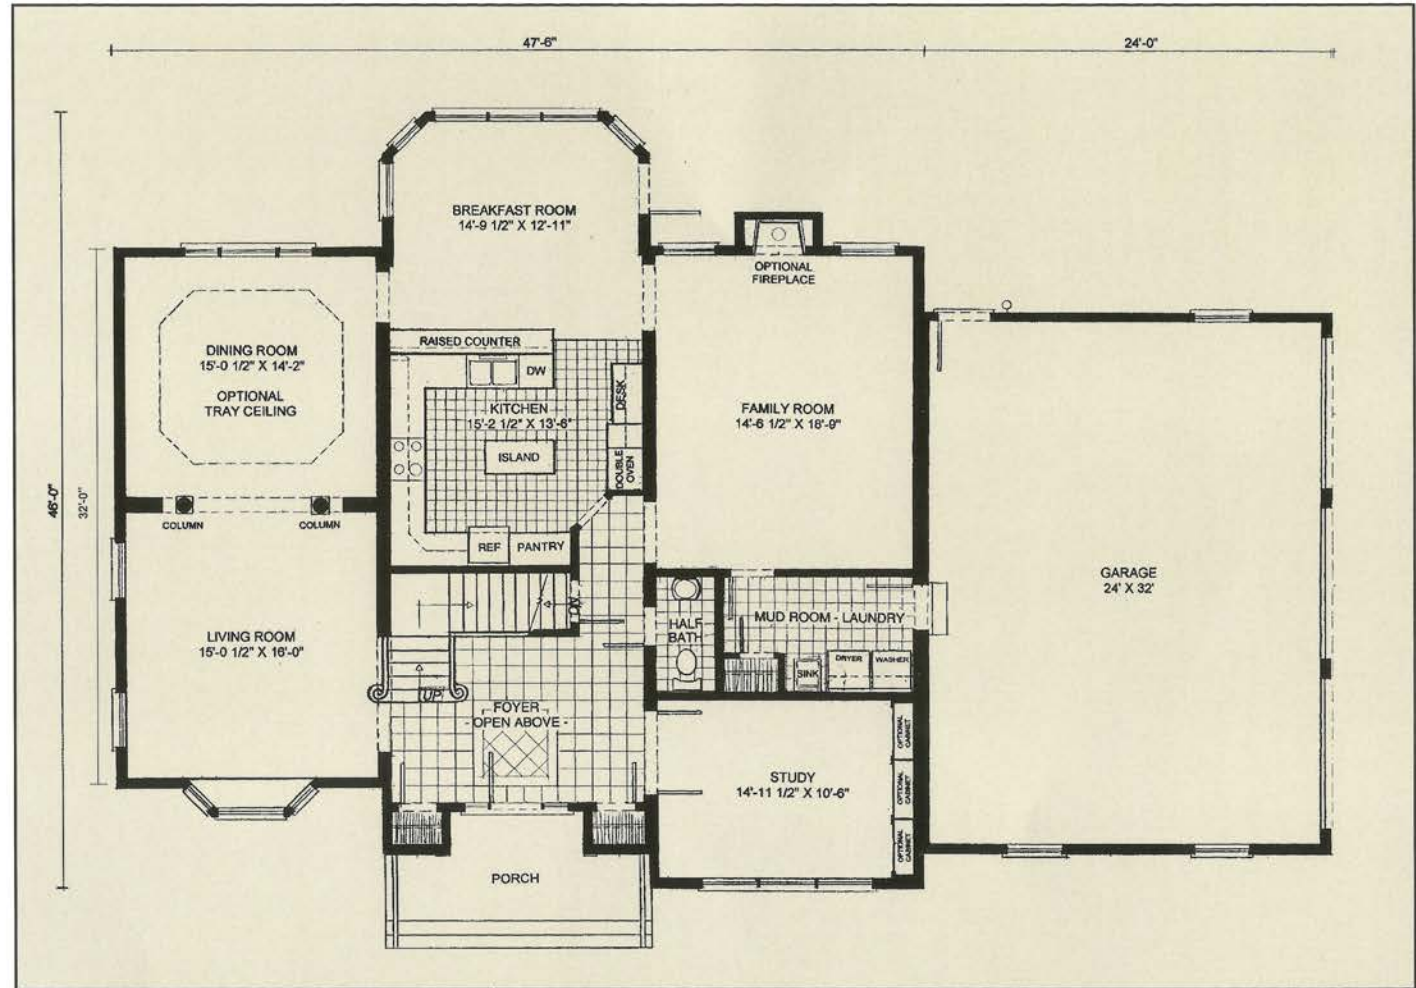 47'-6"
24'-0"
46'-0"
32'-0"
BREAKFAST ROOM
14'-9 1/2" X 12'-11"
OPTIONAL
FIREPLACE
DINING ROOM
15'-0 1/2" X 14'-2"
OPTIONAL
TRAY CEILING
RAISED COUNTER
DW
DESK
KITCHEN
15'-2 1/2" X 13'-6"
ISLAND
DOUBLE
OVEN
REF
PANTRY
FAMILY ROOM
14'-6 1/2" X 18'-9"
COLUMN
COLUMN
GARAGE
24' X 32'
LIVING ROOM
15'-0 1/2" X 16'-0"
DN
UP
HALF
BATH
MUD ROOM - LAUNDRY
SINK
DRYER
WASHER
FOYER
- OPEN ABOVE -
STUDY
14'-11 1/2" X 10'-6"
OPTIONAL
CABINET
OPTIONAL
CABINET
OPTIONAL
CABINET
PORCH